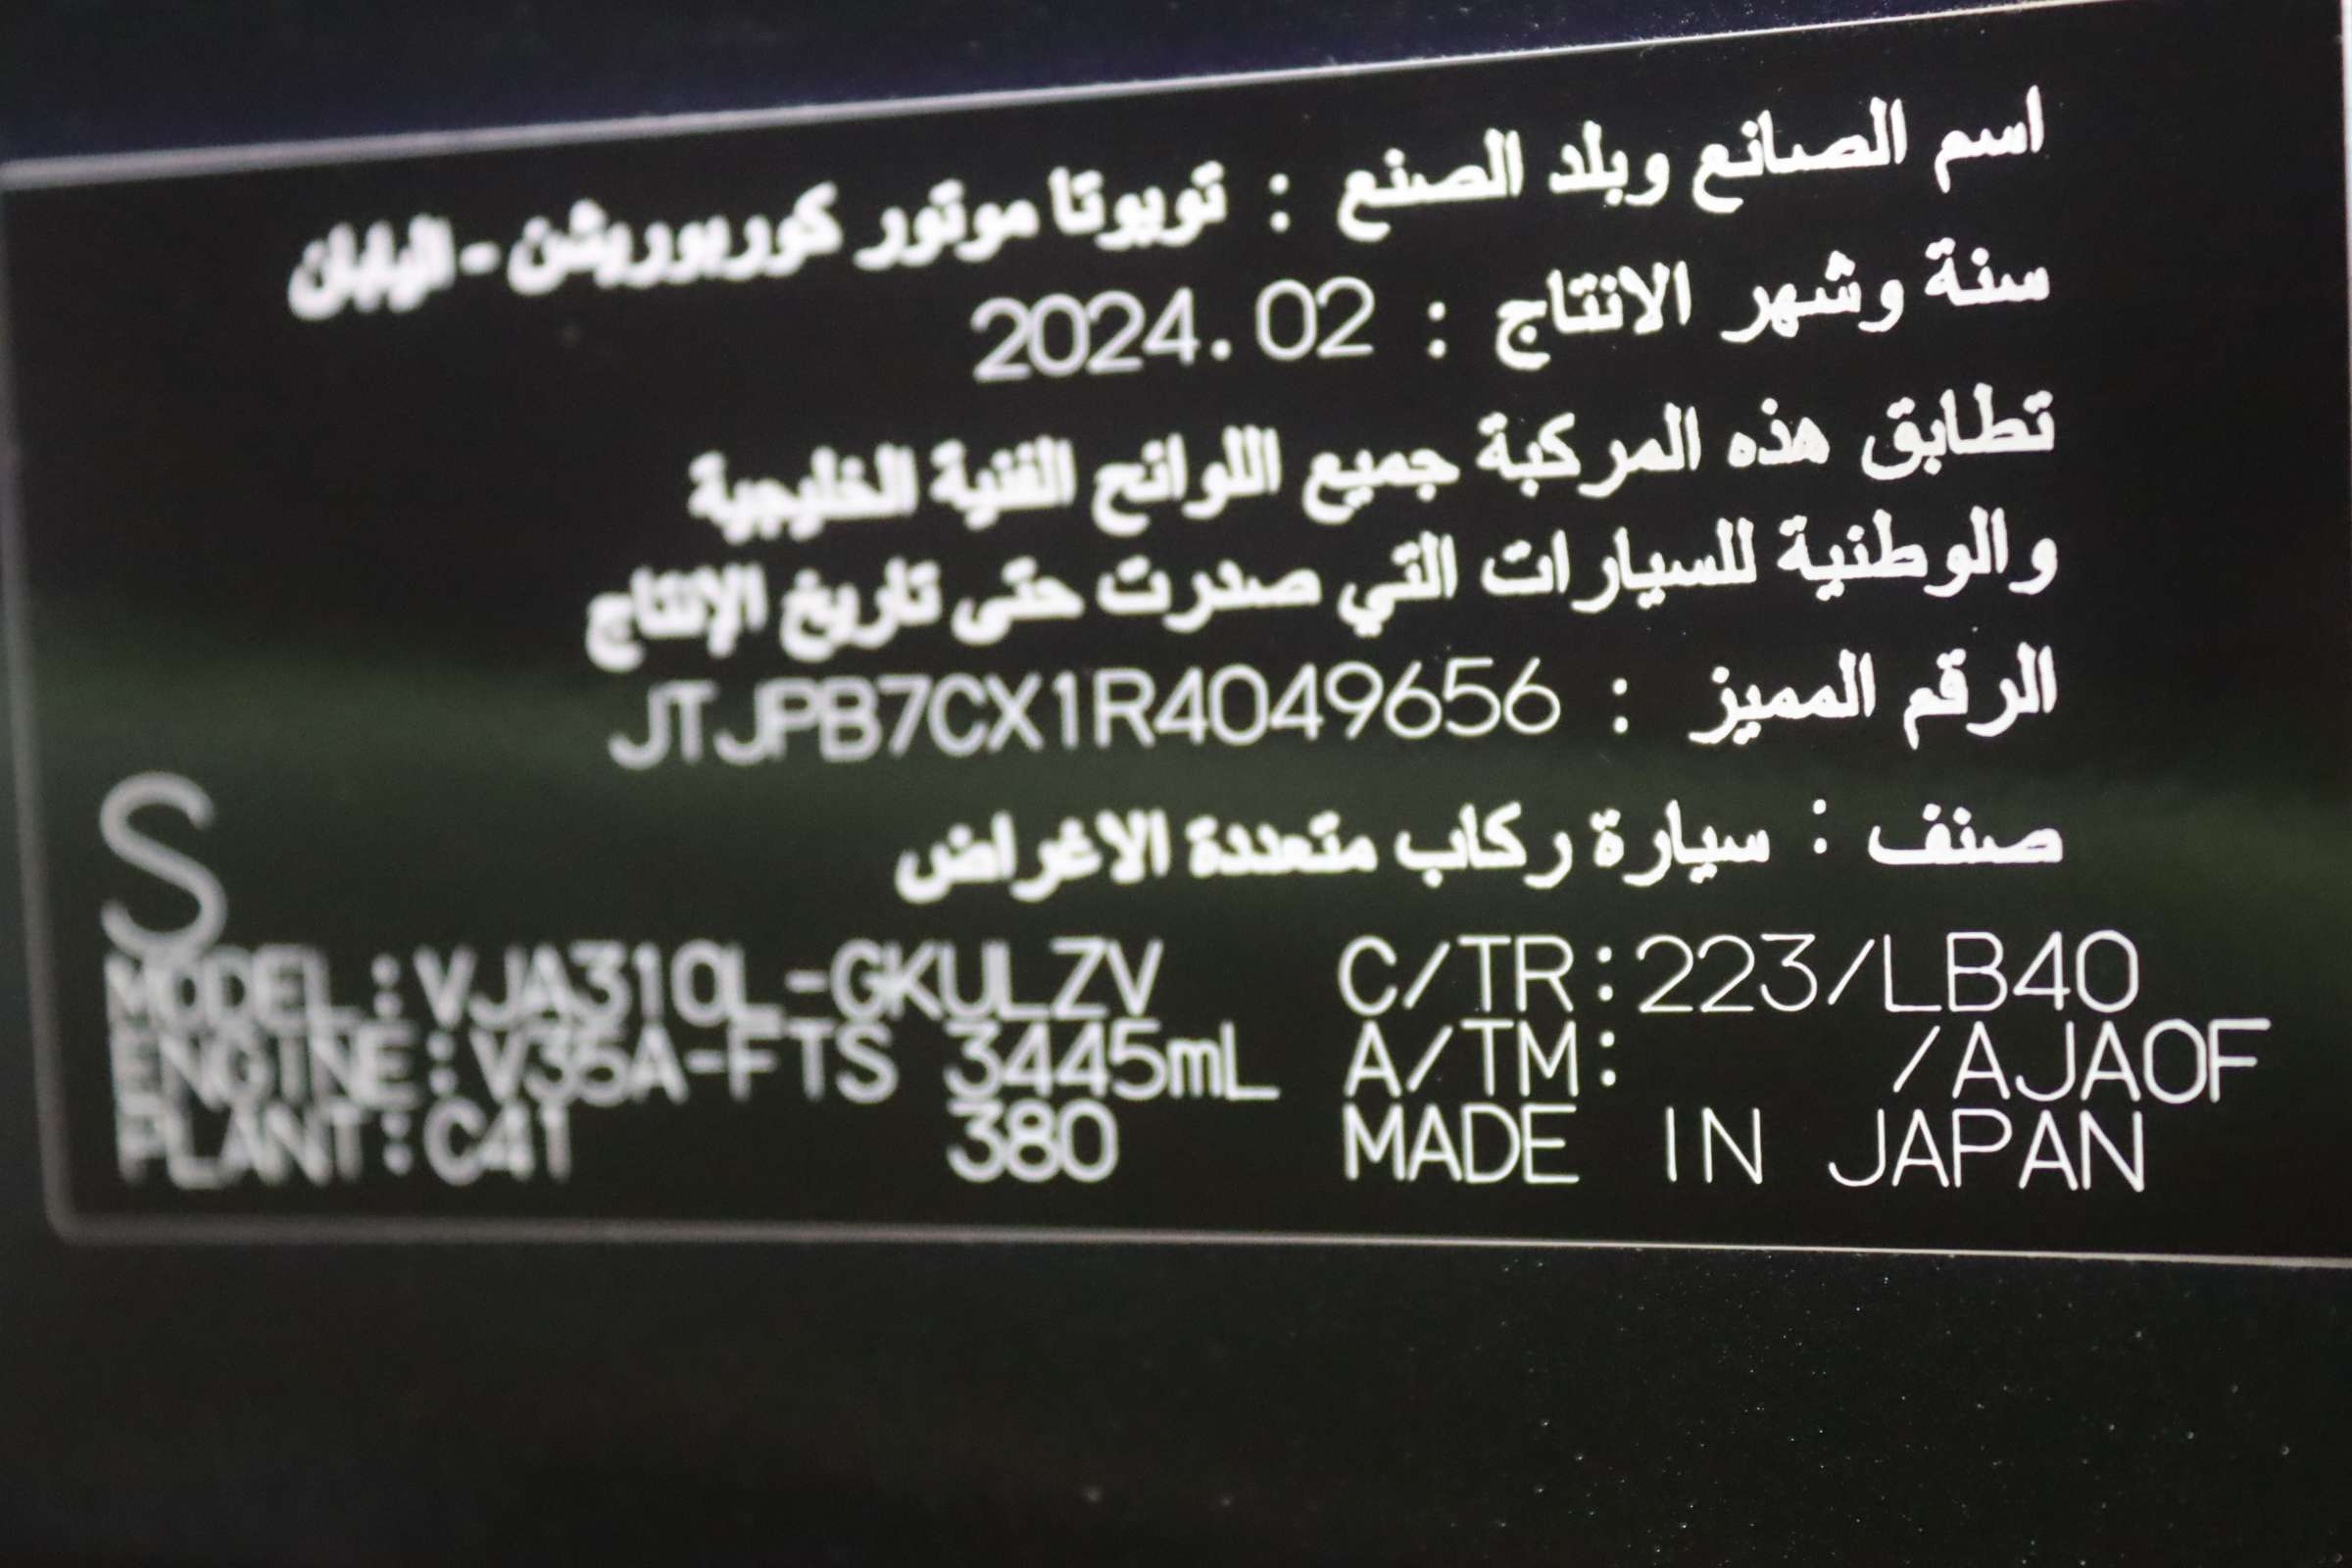 اسم الصانع وبلد الصنع : تويوتا موتور كوربوريشن - اليابان
سنة وشهر الانتاج : 2024.02
تطابق هذه المركبة جميع اللوائح الفنية الخليجية
والوطنية للسيارات التي صدرت حتى تاريخ الإنتاج
الرقم المميز : JTJPB7CX1R4049656
صنف : سيارة ركاب متعددة الاغراض
S
MODEL:VJA310L-GKULZV C/TR:223/LB40
ENGINE:V35A-FTS 3445mL A/TM: /AJA0F
PLANT:C41 380 MADE IN JAPAN